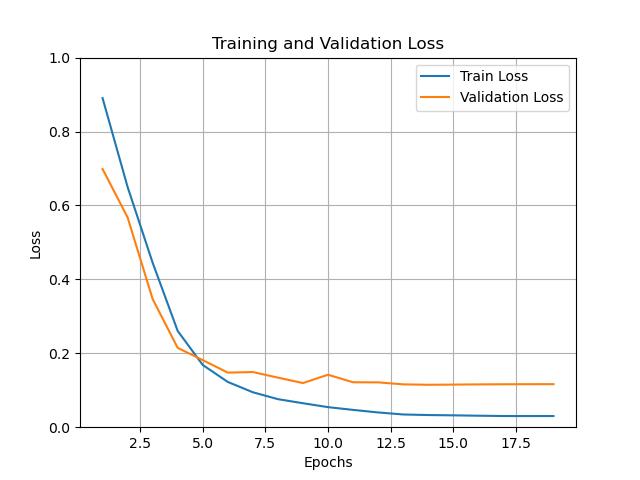 Training and Validation Loss
1.0
Train Loss
Validation Loss
0.8
0.6
Loss
0.4
0.2
0.0
2.5 5.0 7.5 10.0 12.5 15.0 17.5
Epochs